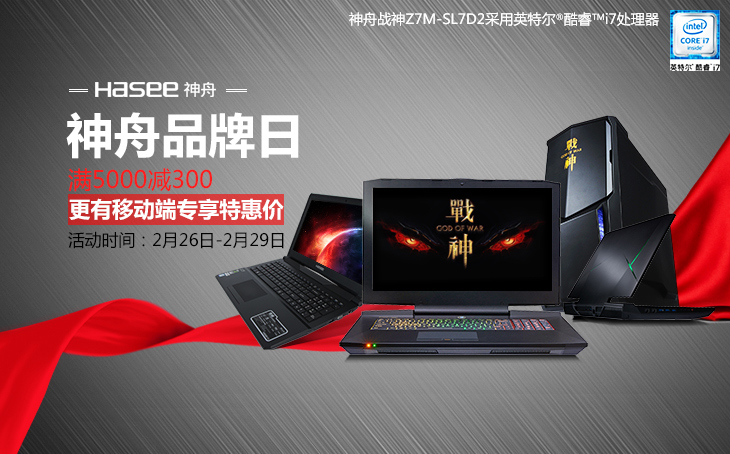 神舟战神Z7M-SL7D2采用英特尔®酷睿™i7处理器
intel
CORE i7
inside™
英特尔®酷睿™i7
Hasee 神舟
神舟品牌日
满5000减300
更有移动端专享特惠价
活动时间：2月26日-2月29日
戰
GOD OF WAR
神
戰
神